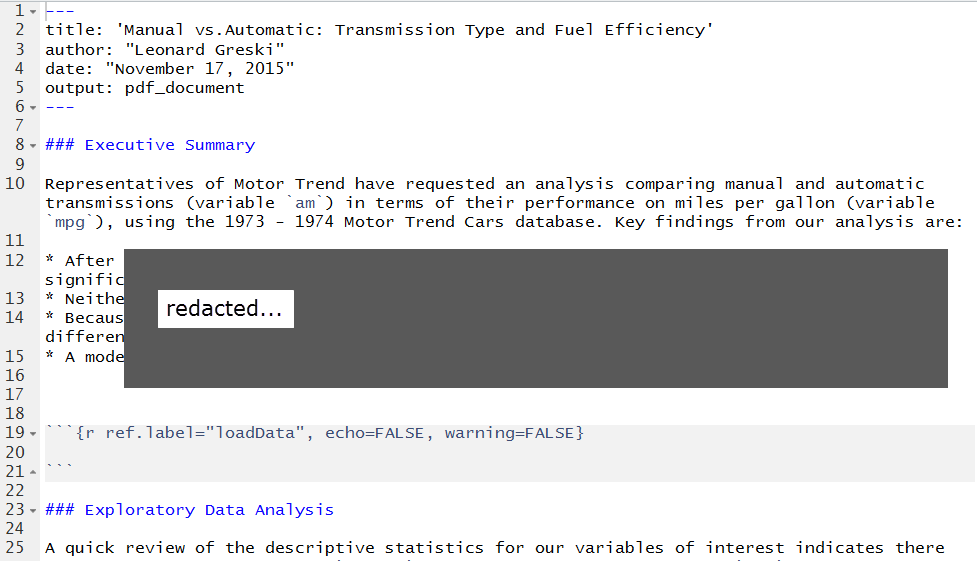 1 ---
2 title: 'Manual vs.Automatic: Transmission Type and Fuel Efficiency'
3 author: "Leonard Greski"
4 date: "November 17, 2015"
5 output: pdf_document
6 ---
7
8 ### Executive Summary
9
10 Representatives of Motor Trend have requested an analysis comparing manual and automatic
transmissions (variable `am`) in terms of their performance on miles per gallon (variable
`mpg`), using the 1973 - 1974 Motor Trend Cars database. Key findings from our analysis are:
11
12 * After
signific
redacted...
13 * Neithe
14 * Becaus
differen
15 * A mode
16
17
18
19 ```{r ref.label="loadData", echo=FALSE, warning=FALSE}
20
21 ```
22
23 ### Exploratory Data Analysis
24
25 A quick review of the descriptive statistics for our variables of interest indicates there